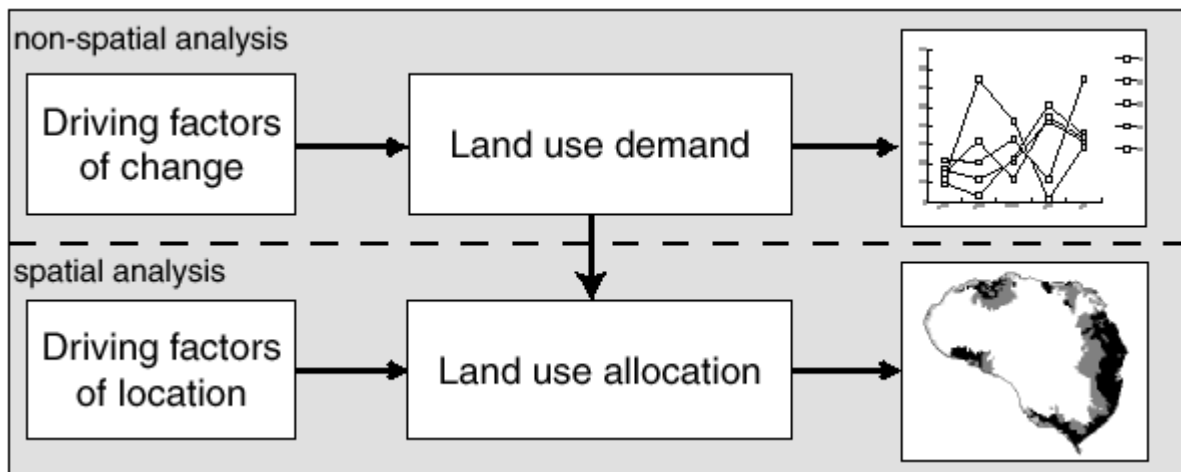 non-spatial analysis
Driving factors
of change
Land use demand
spatial analysis
Driving factors
of location
Land use allocation